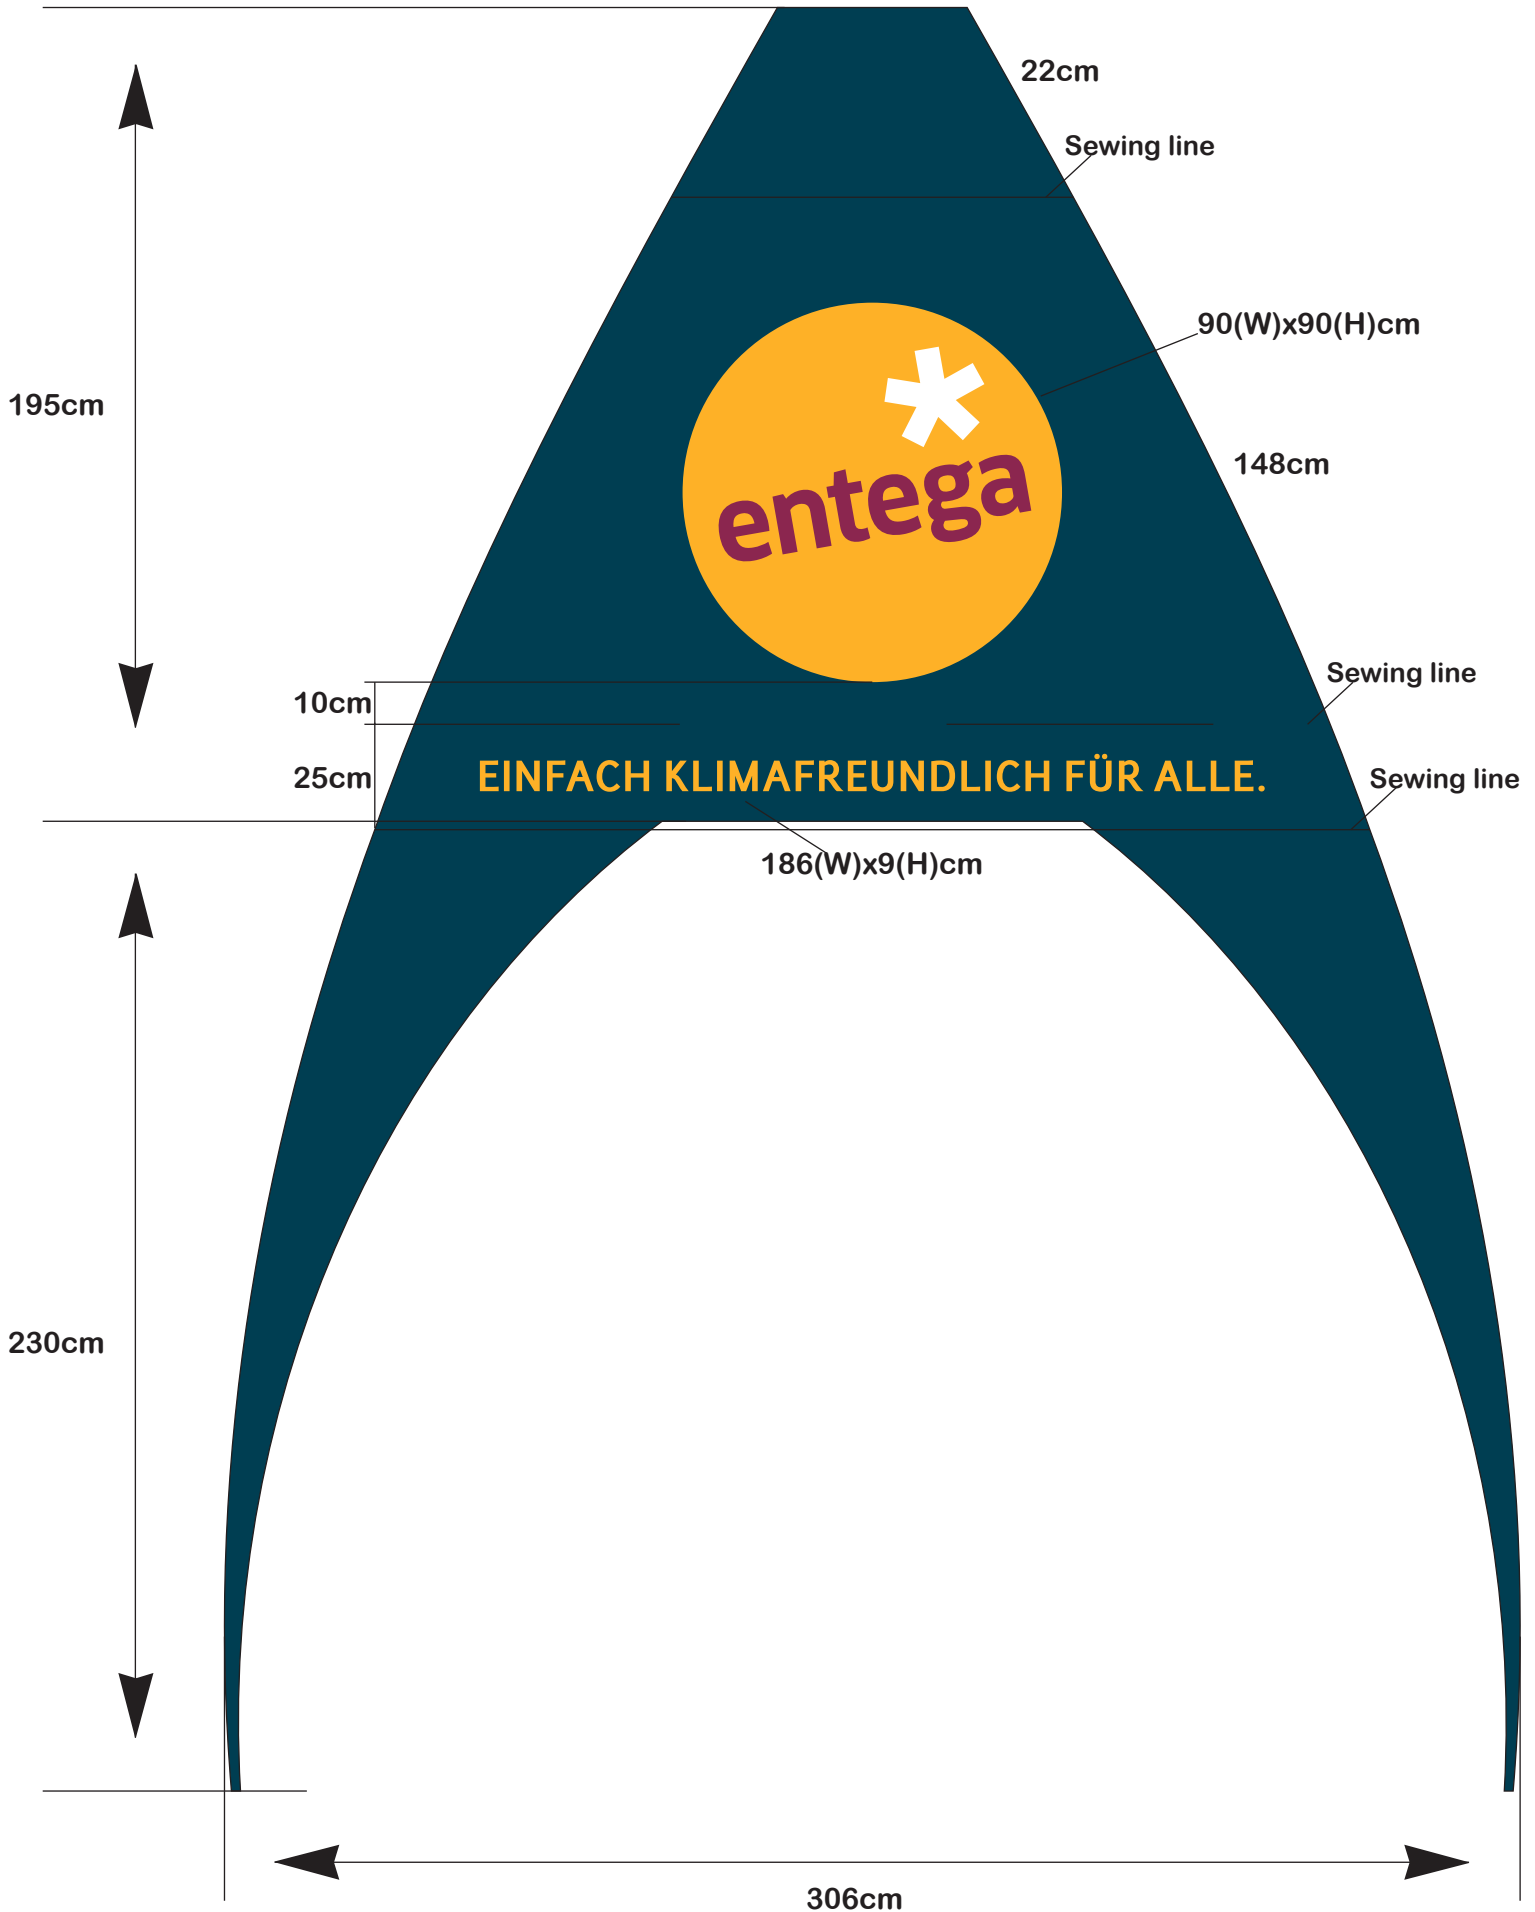 22cm
Sewing line
90(W)x90(H)cm
195cm
148cm
entega
Sewing line
10cm
25cm
EINFACH KLIMAFREUNDLICH FÜR ALLE.
Sewing line
186(W)x9(H)cm
230cm
306cm